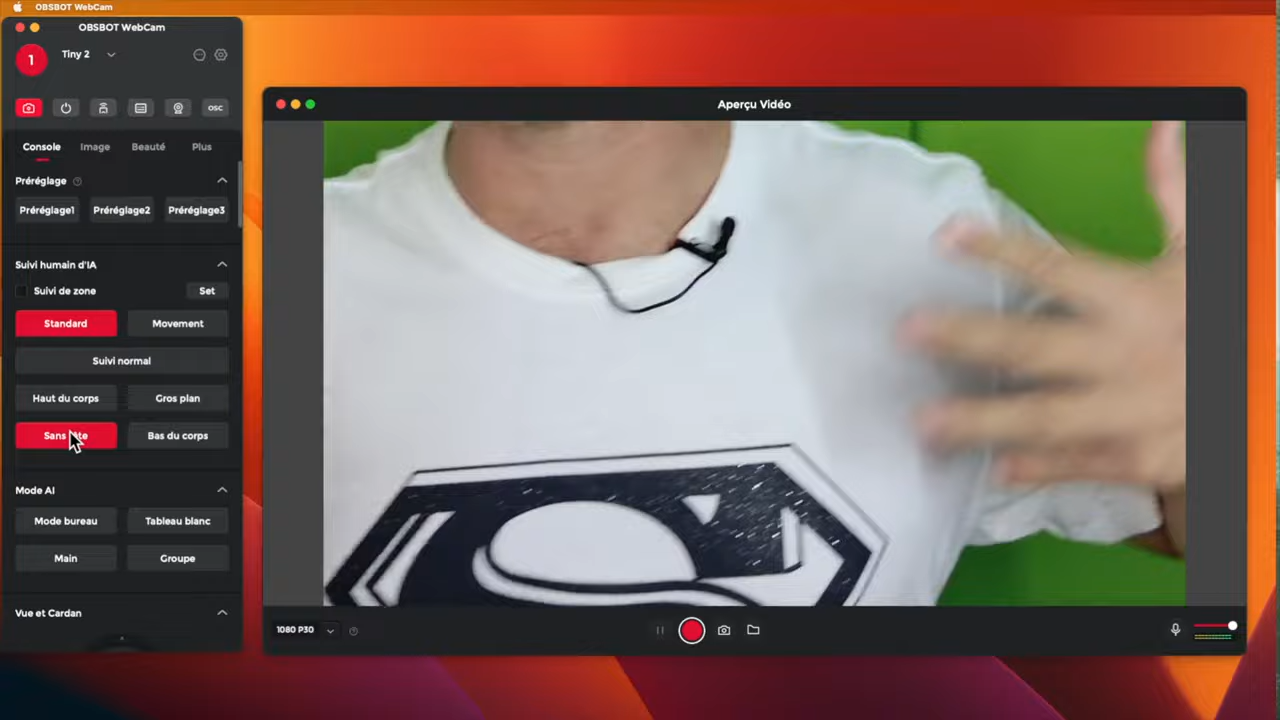 OBSBOT WebCam
OBSBOT WebCam
1
Tiny 2
osc
Console Image Beauté Plus
Préréglage
Préréglage1 Préréglage2 Préréglage3
Suivi humain d'IA
Suivi de zone Set
Standard Movement
Suivi normal
Haut du corps Gros plan
Sans Bas du corps
Mode AI
Mode bureau Tableau blanc
Main Groupe
Vue et Cardan
Aperçu Vidéo
1080 P30